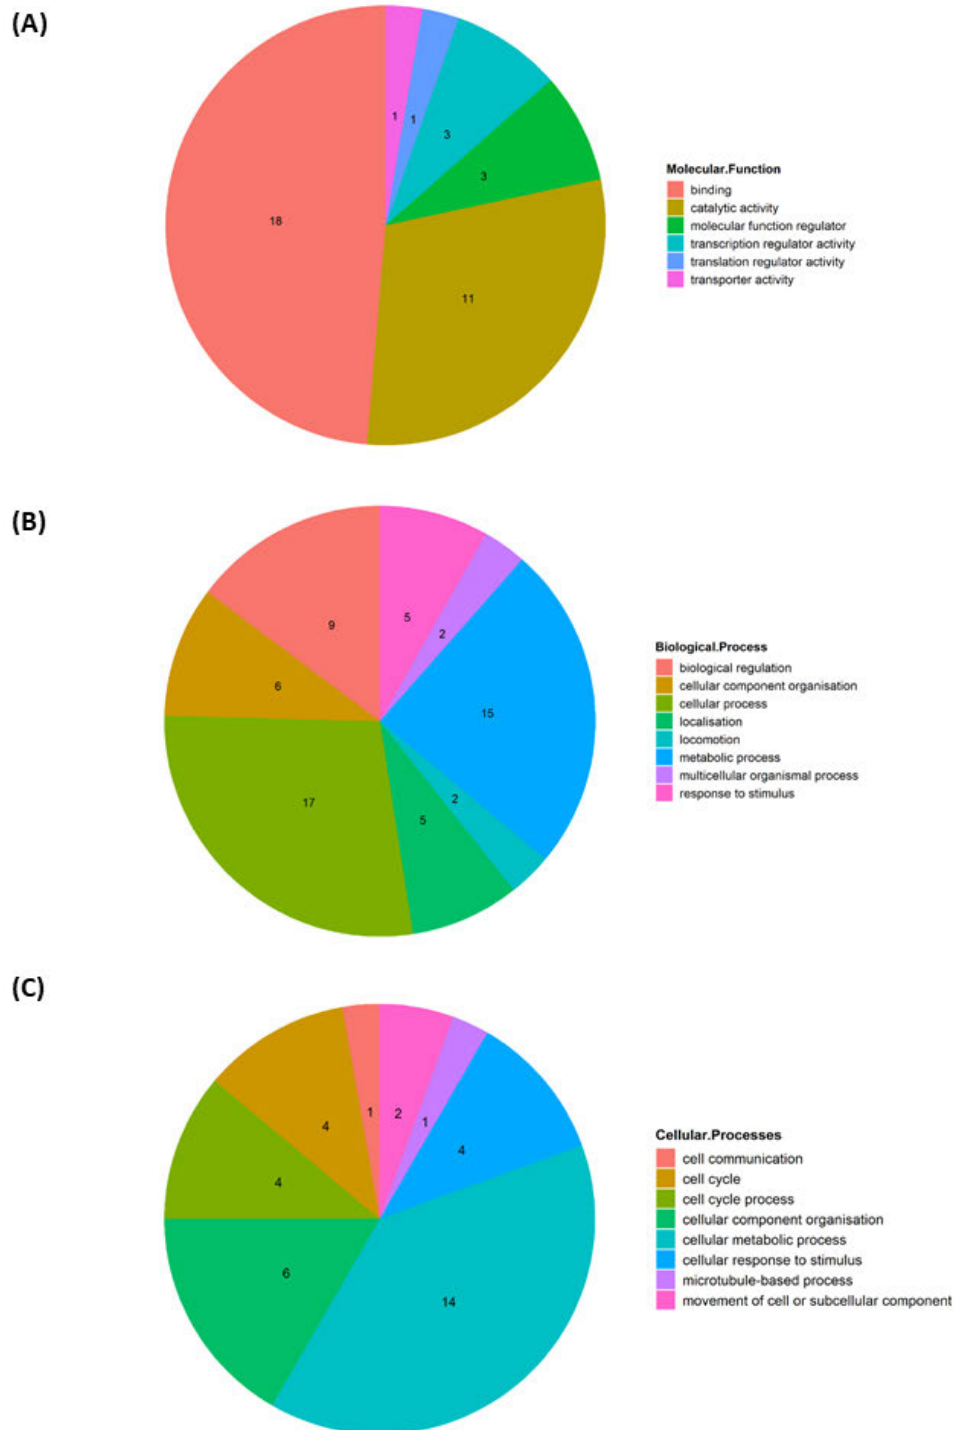 (A)
1
1
3
3
18
11
Molecular.Function
binding
catalytic activity
molecular function regulator
transcription regulator activity
translation regulator activity
transporter activity
(B)
9
5
2
6
15
17
2
5
Biological.Process
biological regulation
cellular component organisation
cellular process
localisation
locomotion
metabolic process
multicellular organismal process
response to stimulus
(C)
1
2
1
4
4
4
6
14
Cellular.Processes
cell communication
cell cycle
cell cycle process
cellular component organisation
cellular metabolic process
cellular response to stimulus
microtubule-based process
movement of cell or subcellular component